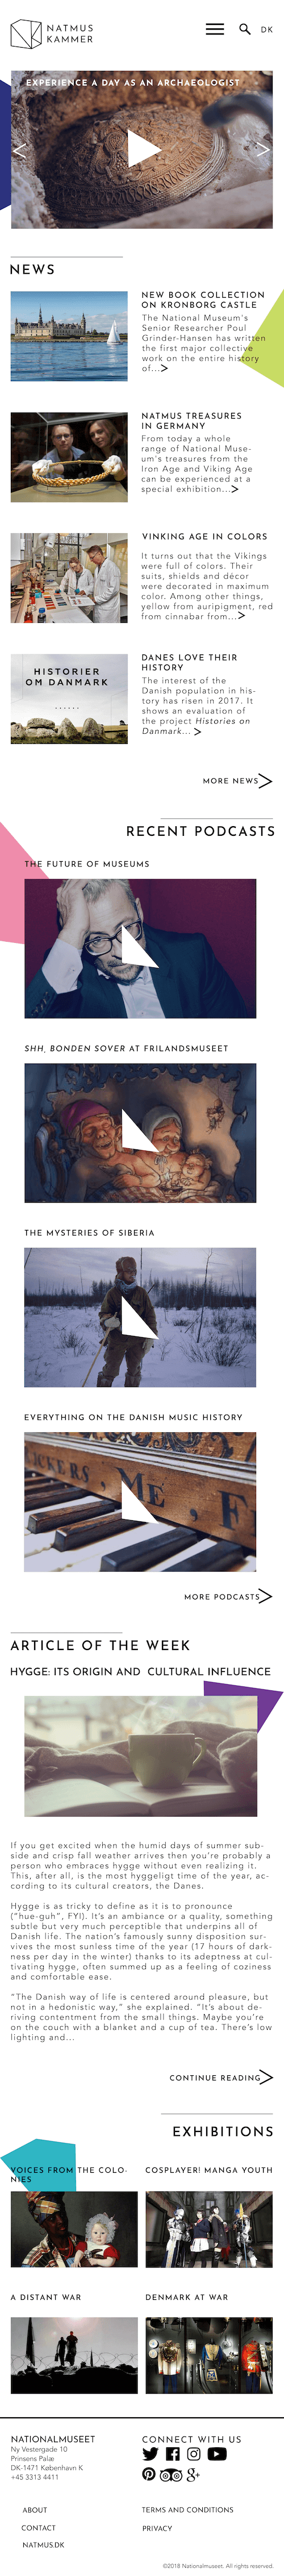 NATMUS
KAMMER
DK
EXPERIENCE A DAY AS AN ARCHAEOLOGIST
NEWS
NEW BOOK COLLECTION
ON KRONBORG CASTLE
The National Museum's
Senior Researcher Poul
Grinder-Hansen has written
the first major collective
work on the entire history
of...
NATMUS TREASURES
IN GERMANY
From today a whole
range of National Muse-
um's treasures from the
Iron Age and Viking Age
can be experienced at a
special exhibition...
VINKING AGE IN COLORS
It turns out that the Vikings
were full of colors. Their
suits, shields and décor
were decorated in maximum
color. Among other things,
yellow from auripigment, red
from cinnabar from...
HISTORIER
OM DANMARK
DANES LOVE THEIR
HISTORY
The interest of the
Danish population in his-
tory has risen in 2017. It
shows an evaluation of
the project Histories on
Danmark...
MORE NEWS
RECENT PODCASTS
THE FUTURE OF MUSEUMS
SHH, BONDEN SOVER AT FRILANDSMUSEET
THE MYSTERIES OF SIBERIA
EVERYTHING ON THE DANISH MUSIC HISTORY
MORE PODCASTS
ARTICLE OF THE WEEK
HYGGE: ITS ORIGIN AND CULTURAL INFLUENCE
If you get excited when the humid days of summer sub-
side and crisp fall weather arrives then you're probably a
person who embraces hygge without even realizing it.
This, after all, is the most hyggeligt time of the year, ac-
cording to its cultural creators, the Danes.
Hygge is as tricky to define as it is to pronounce
("hue-guh", FYI). It's an ambience or a quality, something
subtle but very much perceptible that underpins all of
Danish life. The nation's famously sunny disposition sur-
vives the most sunless time of the year (17 hours of dark-
ness per day in the winter) thanks to its adeptness at cul-
tivating hygge, often summed up as a feeling of coziness
and comfortable ease.
"The Danish way of life is centered around pleasure, but
not in a hedonistic way," she explained. "It's about de-
riving contentment from the small things. Maybe you're
on the couch with a blanket and a cup of tea. There's low
lighting and...
CONTINUE READING
EXHIBITIONS
VOICES FROM THE COLO-
NIES
COSPLAYER! MANGA YOUTH
A DISTANT WAR
DENMARK AT WAR
NATIONALMUSEET
Ny Vestergade 10
Prinsens Palæ
DK-1471 København K
+45 3313 4411
CONNECT WITH US
ABOUT
CONTACT
NATMUS.DK
TERMS AND CONDITIONS
PRIVACY
©2018 Nationalmuseet. All rights reserved.